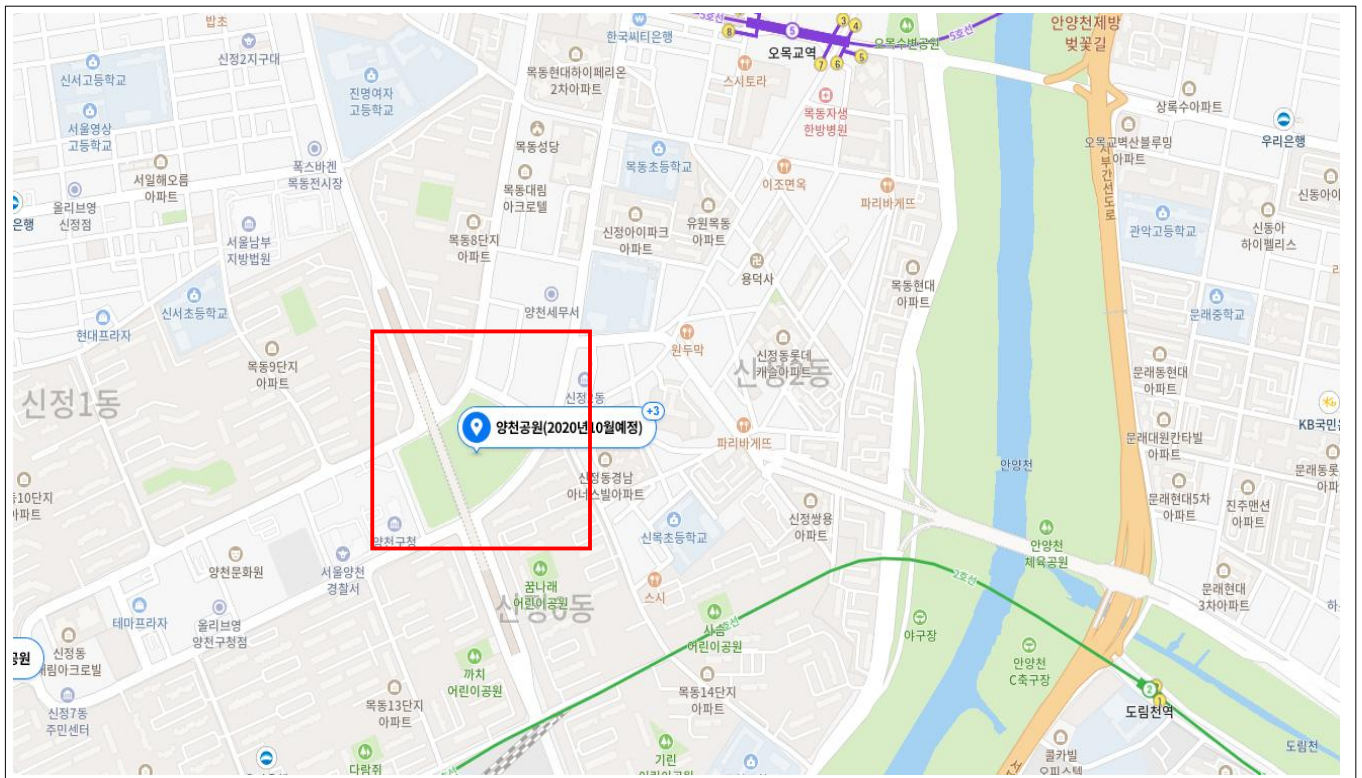 밥초
신정2지구대
한국씨티은행
8
5
3
4
5호선
오목수변공원
안양천제방
벚꽃길
오목교역
7
6
5
신서고등학교
진명여자
고등학교
목동현대하이페리온
2차아파트
스시토라
목동자생
한방병원
상록수아파트
우리은행
서울영상
고등학교
목동성당
폭스바겐
목동전시장
목동초등학교
오목교벽산블루밍
아파트
서부간선도로
서일해오름
아파트
이조면옥
파리바게뜨
목동대림
아크로텔
올리브영
신정점
은행
서울남부
지방법원
목동8단지
아파트
신정아이파크
아파트
유원목동
아파트
관악고등학교
신동아
하이펠리스
용덕사
목동현대
아파트
신서초등학교
양천세무서
현대프라자
문래중학교
원두막
목동9단지
아파트
신정동롯데
캐슬아파트
신정2동
신정1동
문래동현대
아파트
양천공원(2020년10월예정)
+3
파리바게뜨
KB국민
문래대원칸타빌
아파트
안양천
신정동경남
아너스빌아파트
10단지
아파트
문래현대5차
아파트
진주맨션
아파트
문래동롯
양천구청
신목초등학교
신정쌍용
아파트
안양천
체육공원
양천문화원
서울양천
경찰서
꿈나래
어린이공원
신정6동
스시
2호선
문래현대
3차아파트
테마프라자
올리브영
양천구청점
야구장
어린이공원
2호선
공원
신정동
까치
어린이공원
안양천
C축구장
목동14단지
아파트
2
1
도림천역
신정7동
주민센터
목동13단지
아파트
다람쥐
기린
콜카빌
오피스텔
도림천